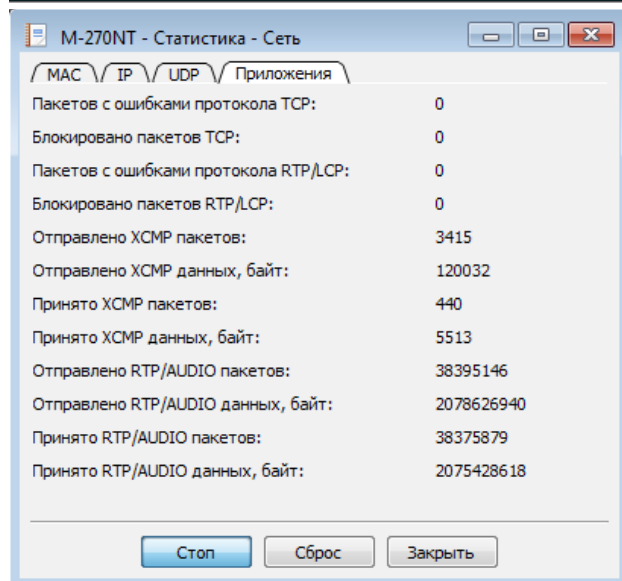 M-270NT - Статистика - Сеть
MAC IP UDP Приложения
Пакетов с ошибками протокола TCP: 0
Блокировано пакетов TCP: 0
Пакетов с ошибками протокола RTP/LCP: 0
Блокировано пакетов RTP/LCP: 0
Отправлено XCMP пакетов: 3415
Отправлено XCMP данных, байт: 120032
Принято XCMP пакетов: 440
Принято XCMP данных, байт: 5513
Отправлено RTP/AUDIO пакетов: 38395146
Отправлено RTP/AUDIO данных, байт: 2078626940
Принято RTP/AUDIO пакетов: 38375879
Принято RTP/AUDIO данных, байт: 2075428618
Стоп Сброс Закрыть